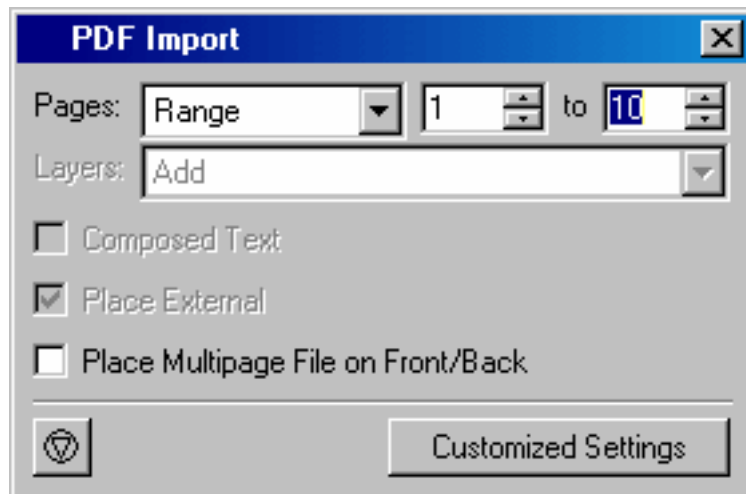 PDF Import
Pages: Range 1 to 10
Layers: Add
Composed Text
Place External
Place Multipage File on Front/Back
Customized Settings